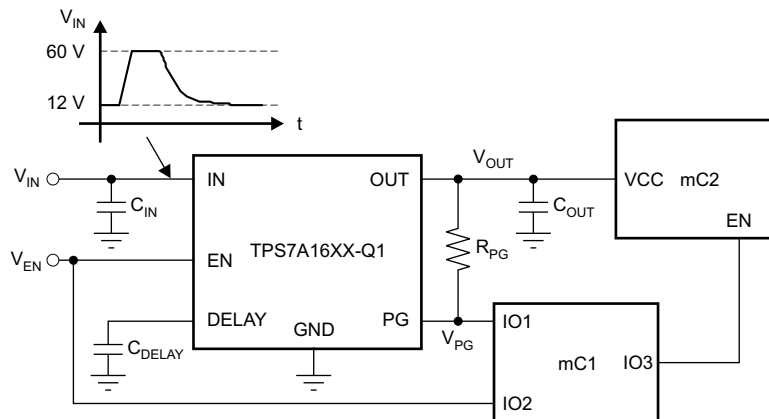 V_IN
60 V
12 V
t
V_IN
C_IN
V_EN
IN
OUT
EN
TPS7A16XX-Q1
DELAY
GND
PG
C_DELAY
V_OUT
C_OUT
R_PG
V_PG
VCC
mC2
EN
IO1
mC1
IO3
IO2